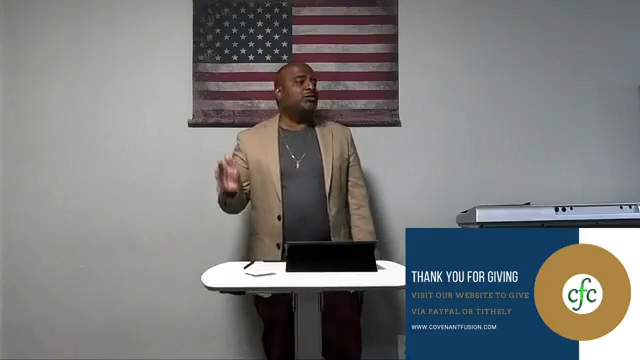 THANK YOU FOR GIVING
VISIT OUR WEBSITE TO GIVE
VIA PAYPAL OR TITHELY
WWW.COVENANTFUSION.COM
cfc